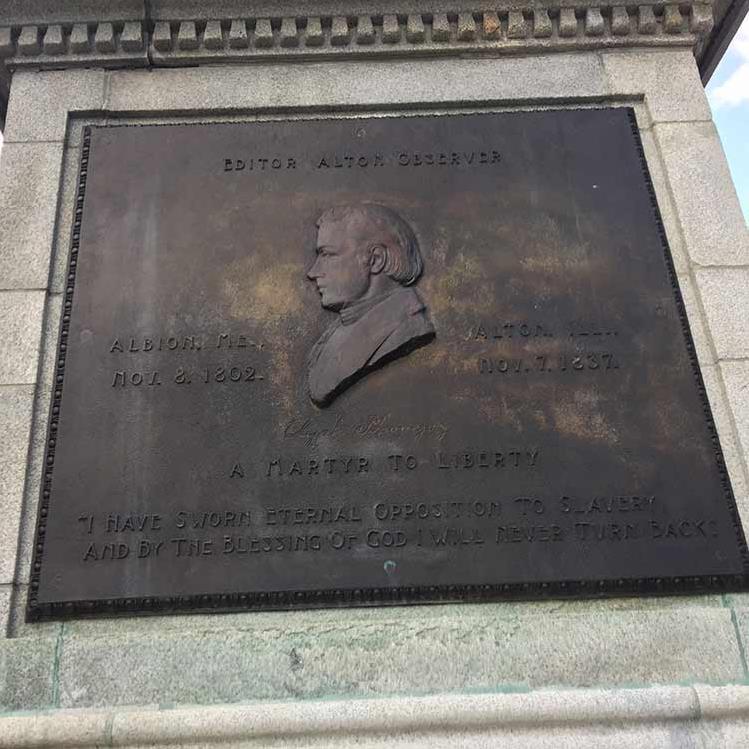 EDITOR ALTON OBSERVER
ALBION, ME.,
NOV. 8. 1802.
ALTON, ILL.,
NOV. 7. 1837.
A MARTYR TO LIBERTY
"I HAVE SWORN ETERNAL OPPOSITION TO SLAVERY,
AND BY THE BLESSING OF GOD I WILL NEVER TURN BACK"